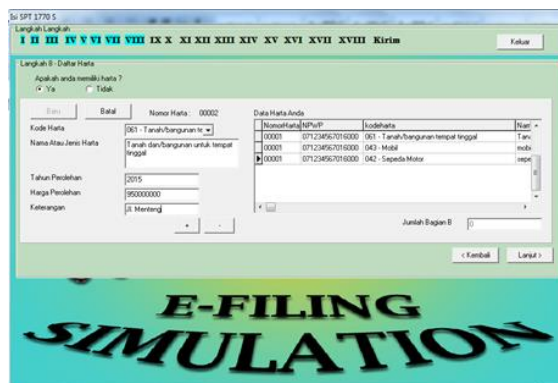 Isi SPT 1770 S
Langkah Langkah
I II III IV V VI VII VIII IX X XI XII XIII XIV XV XVI XVII XVIII Kirim
Keluar
Langkah 8 - Daftar Harta
Apakah anda memiliki harta ?
Ya Tidak
Baru Batal Nomor Harta : 00002 Data Harta Anda
NomorHarta NPWP kodeharta Nam
Kode Harta 061 - Tanah/bangunan te
00001 071234567016000 061 - Tanah/bangunan tempat tinggal Tana
Nama Atau Jenis Harta Tanah dan/bangunan untuk tempat tinggal
00001 071234567016000 043 - Mobil mobi
00001 071234567016000 042 - Sepeda Motor sepe
Tahun Perolehan 2015
Harga Perolehan 950000000
Keterangan Jl. Menteng
+ -
Jumlah Bagian B 0
< Kembali Lanjut >
E-FILING
SIMULATION